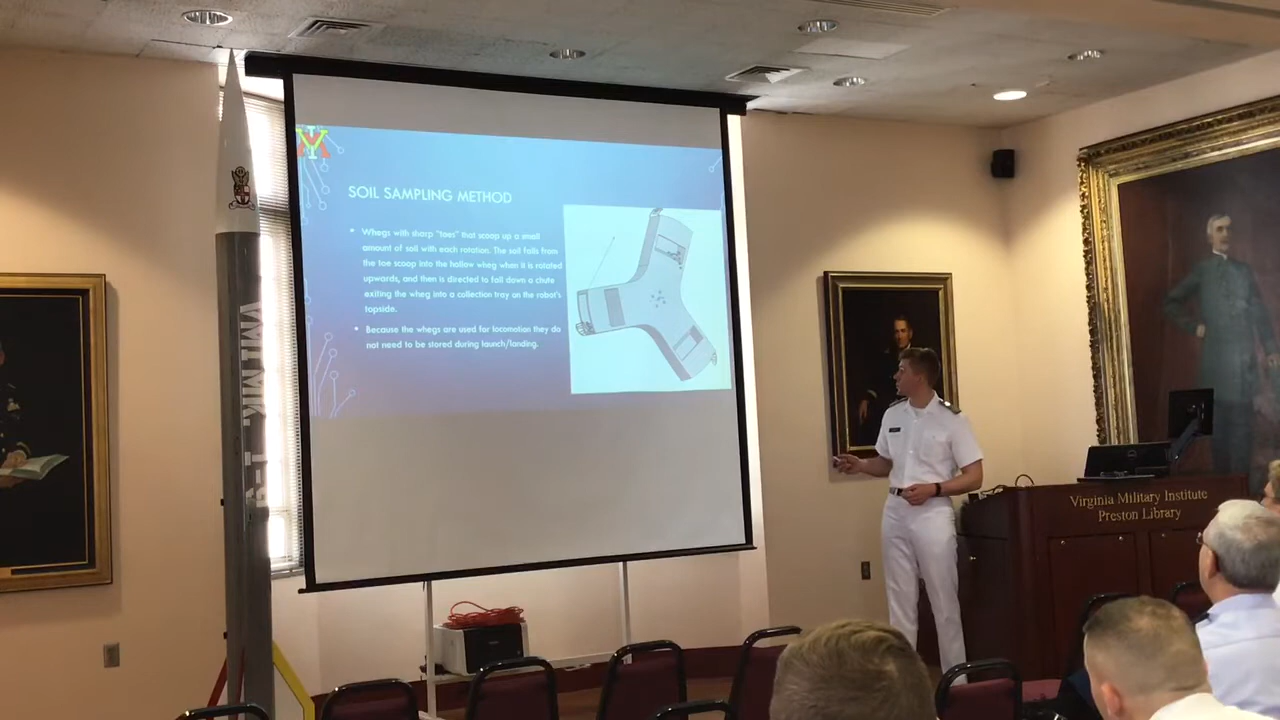 SOIL SAMPLING METHOD
• Whegs with sharp "toes" that scoop up a small
amount of soil with each rotation. The soil falls from
the toe scoop into the hollow wheg when it is rotated
upwards, and then is directed to fall down a chute
exiting the wheg into a collection tray on the robot's
topside.
• Because the whegs are used for locomotion they do
not need to be stored during launch/landing.
VMI MK.
Virginia Military Institute
Preston Library